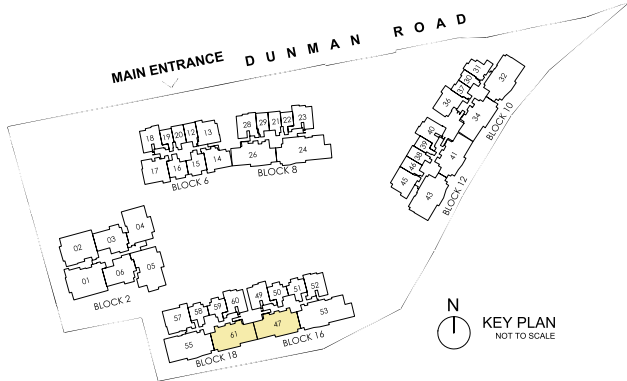 DUNMAN ROAD
MAIN ENTRANCE
18 19 20 12 13
17 16 15 14
BLOCK 6
28 29 21 22 23
26 24
BLOCK 8
31 30 37 36 32
34
BLOCK 10
40 39 38 46 45
41 43
BLOCK 12
02 03 04
01 06 05
BLOCK 2
57 58 59 60
55 61
BLOCK 18
49 50 51 52
47 53
BLOCK 16
N
KEY PLAN
NOT TO SCALE